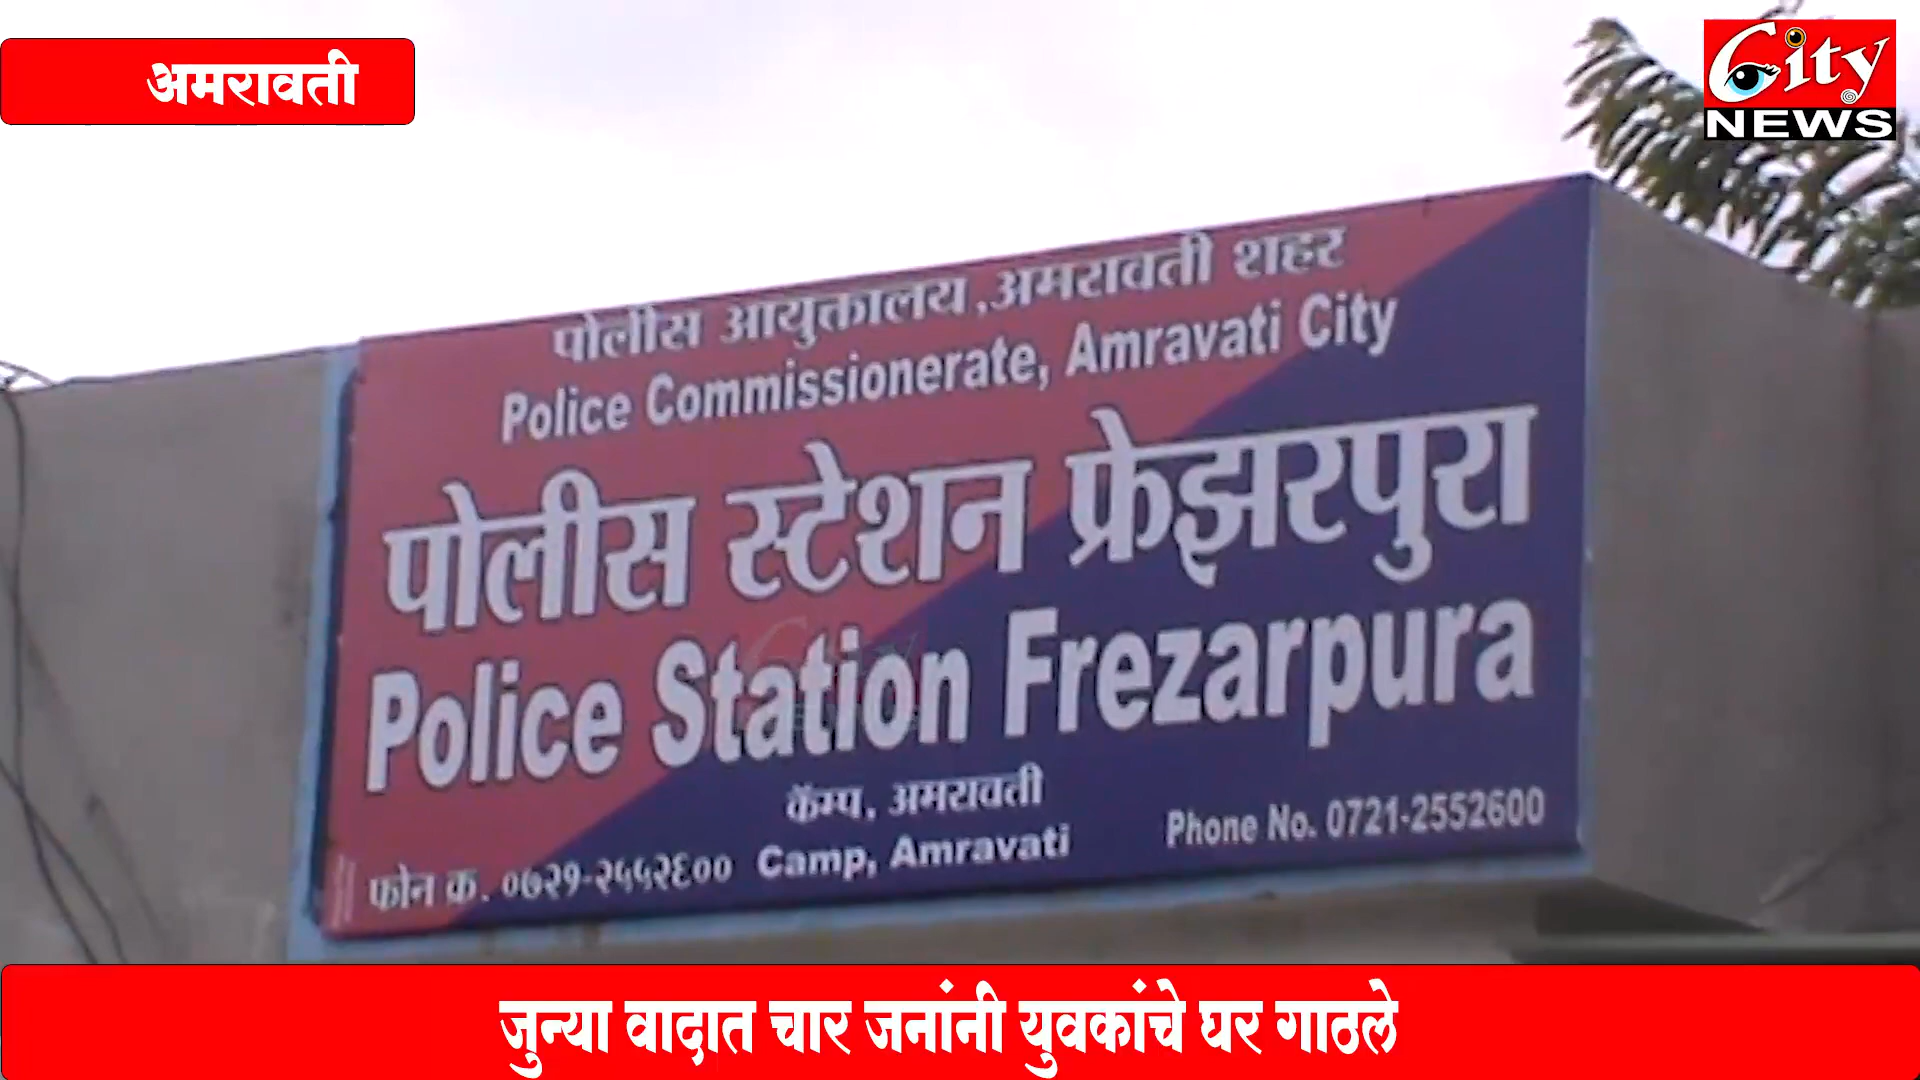 अमरावती
City
NEWS
पोलीस आयुक्तालय,अमरावती शहर
Police Commissionerate, Amravati City
पोलीस स्टेशन फ्रेझरपुरा
Police Station Frezarpura
कॅम्प, अमरावती
फोन क्र. ०७२१-२५५२६०० Camp, Amravati Phone No. 0721-2552600
जुन्या वादात चार जनांनी युवकांचे घर गाठले